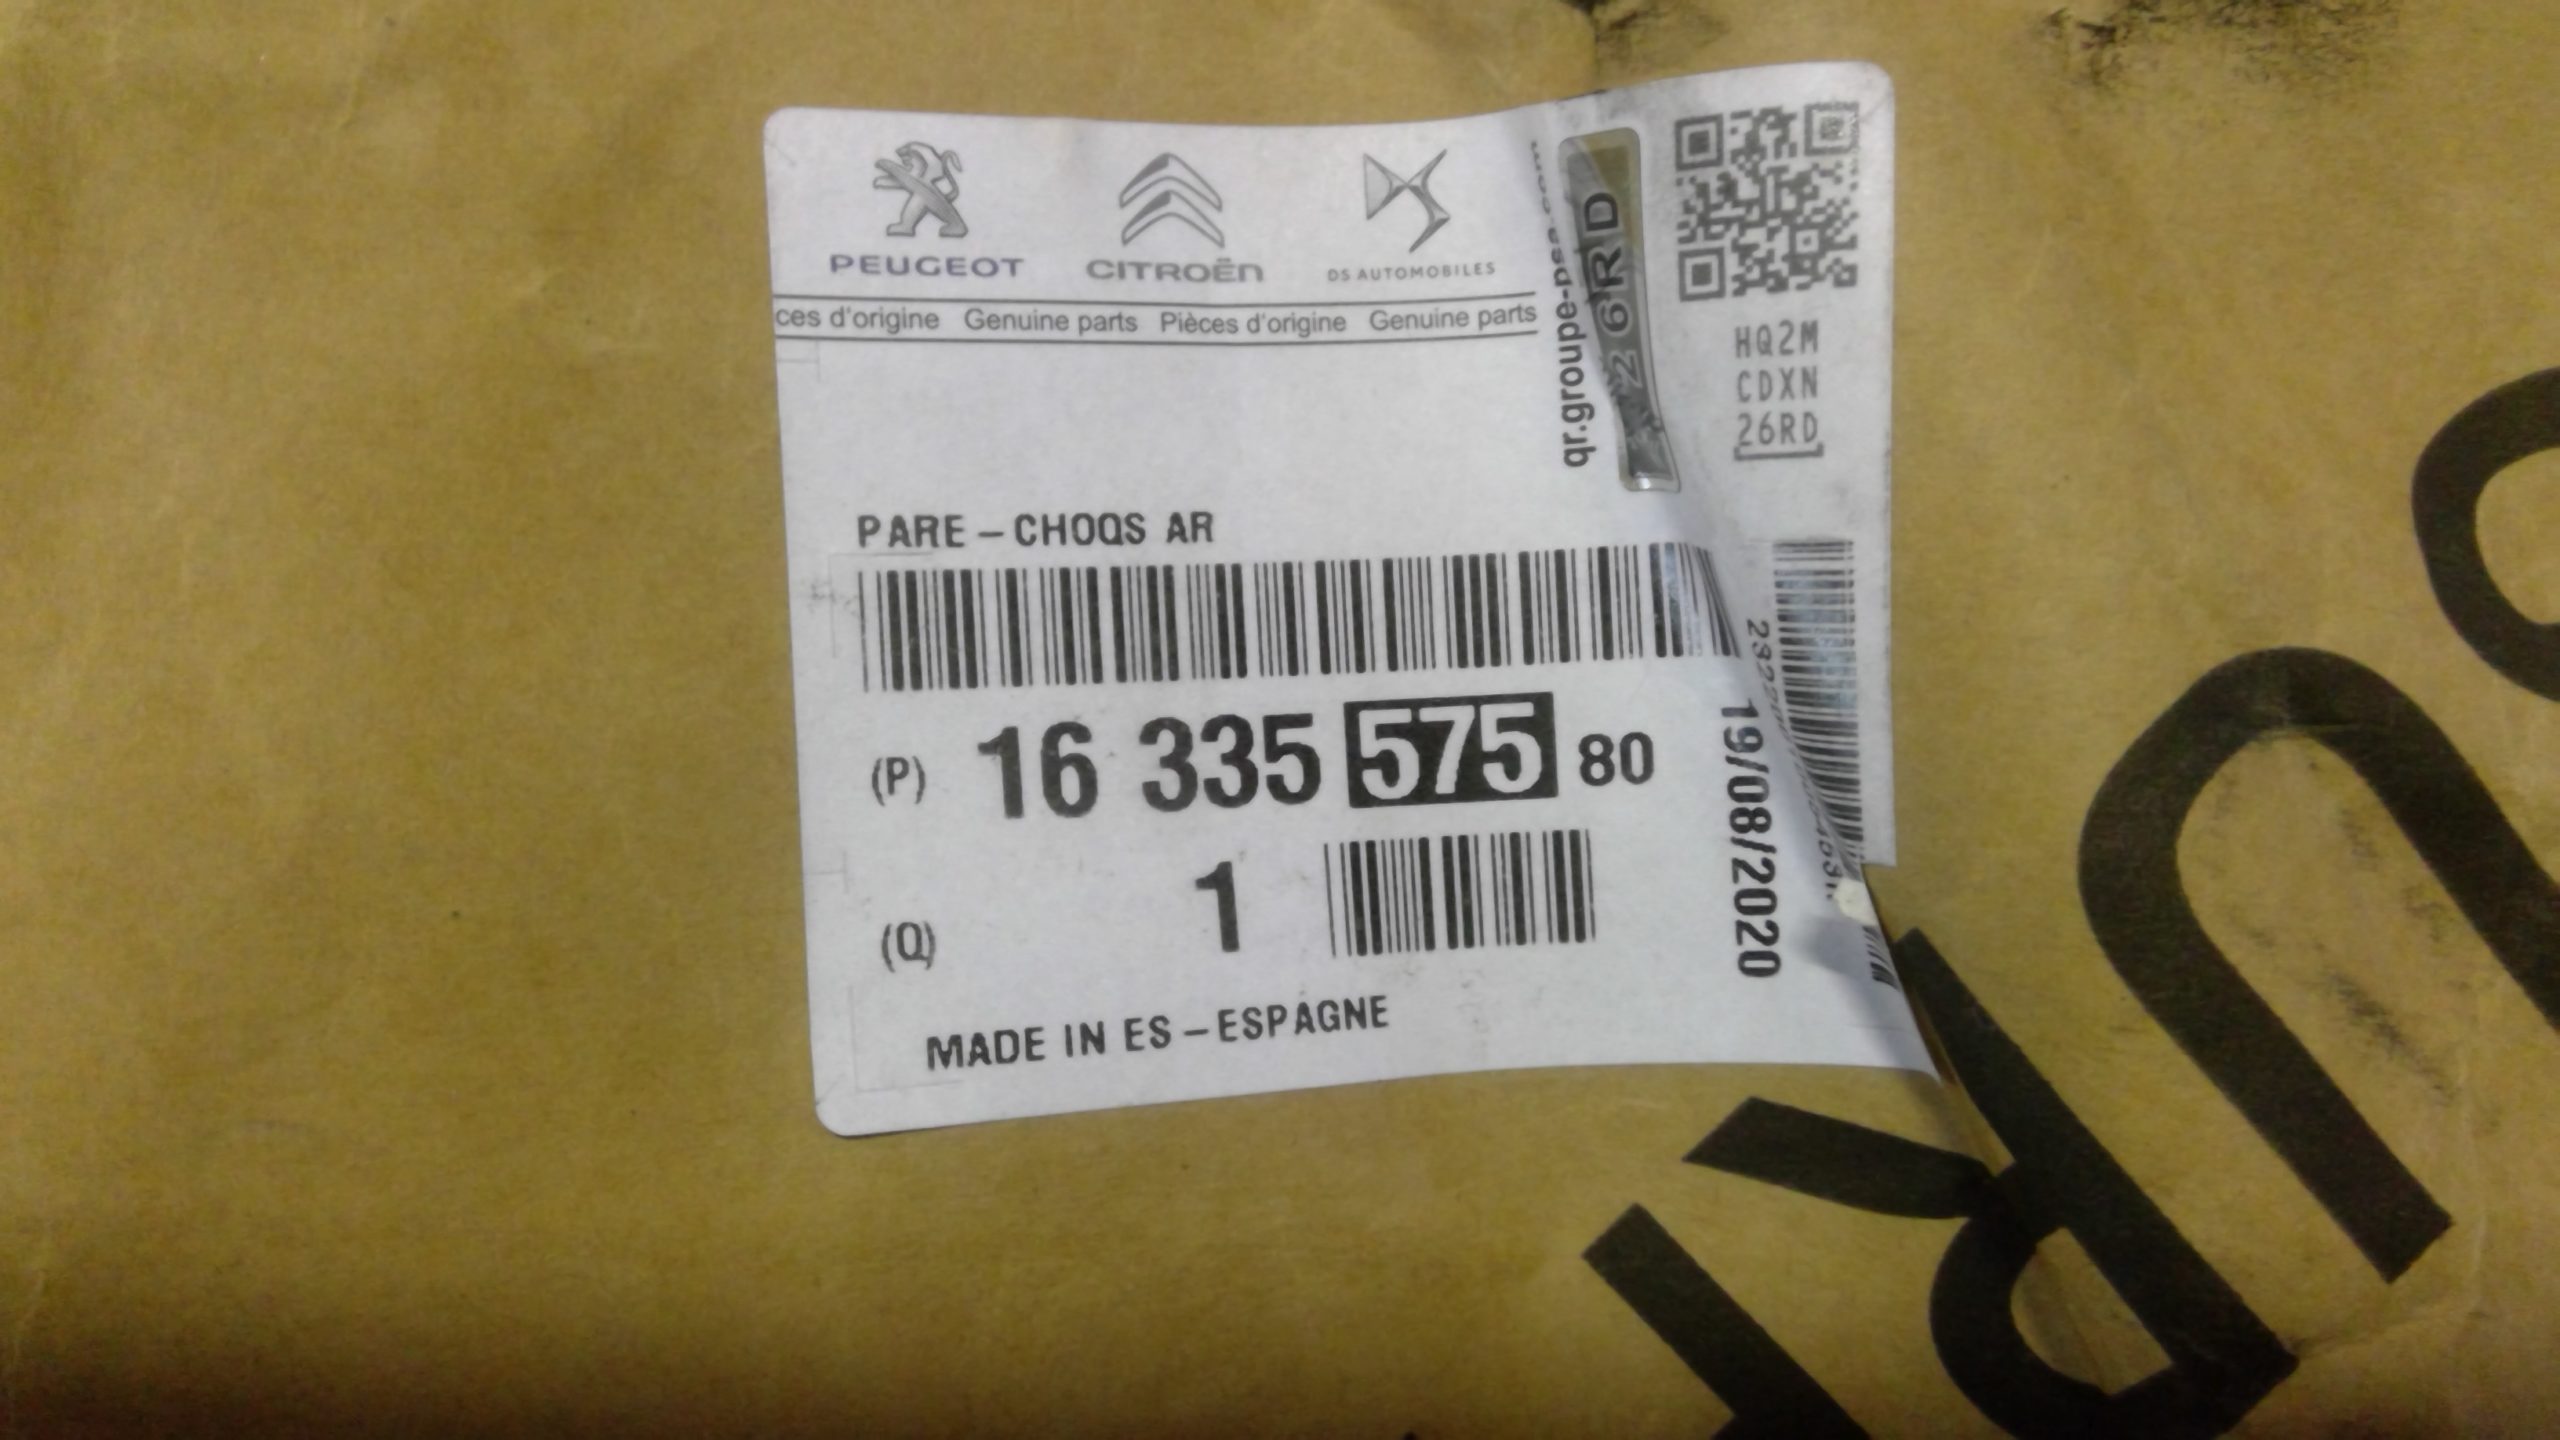 PEUGEOT
CITROËN
DS AUTOMOBILES
ces d'origine Genuine parts Pièces d'origine Genuine parts
qr.groupe-psa.com
26RD
HQ2M
CDXN
26RD
PARE-CHOQS AR
(P) 16 335 575 80
(Q) 1
19/08/2020
MADE IN ES-ESPAGNE